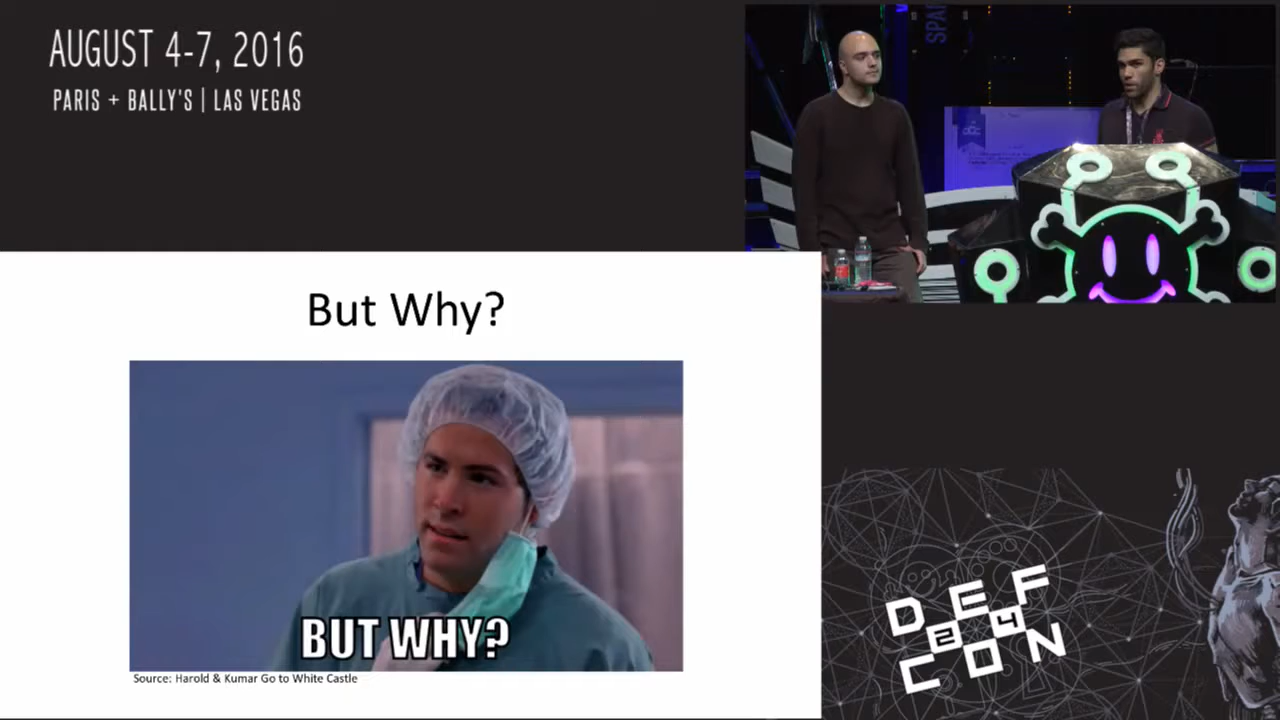 AUGUST 4-7, 2016
PARIS + BALLY'S | LAS VEGAS
SPA
But Why?
BUT WHY?
Source: Harold & Kumar Go to White Castle
DEF
24
CON